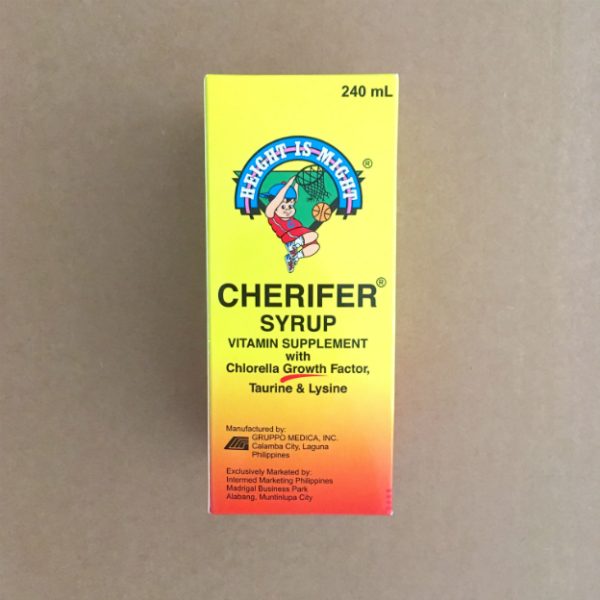 240 mL
HEIGHT IS MIGHT®
CHERIFER®
SYRUP
VITAMIN SUPPLEMENT
with
Chlorella Growth Factor,
Taurine & Lysine
Manufactured by:
GRUPPO MEDICA, INC.
Calamba City, Laguna
Philippines
Exclusively Marketed by:
Intermed Marketing Philippines
Madrigal Business Park
Alabang, Muntinlupa City